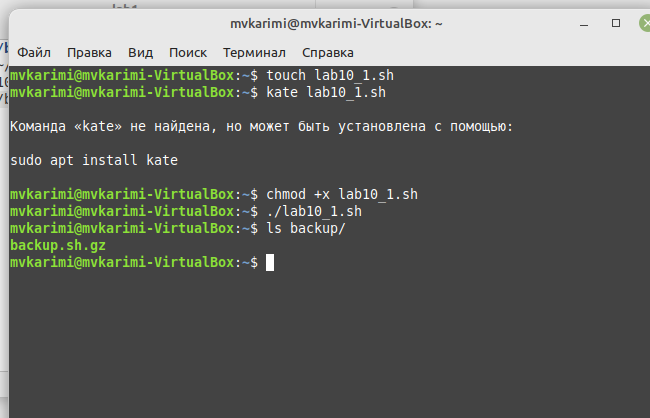 mvkarimi@mvkarimi-VirtualBox: ~
Файл Правка Вид Поиск Терминал Справка
mvkarimi@mvkarimi-VirtualBox:~$ touch lab10_1.sh
mvkarimi@mvkarimi-VirtualBox:~$ kate lab10_1.sh
Команда «kate» не найдена, но может быть установлена с помощью:
sudo apt install kate
mvkarimi@mvkarimi-VirtualBox:~$ chmod +x lab10_1.sh
mvkarimi@mvkarimi-VirtualBox:~$ ./lab10_1.sh
mvkarimi@mvkarimi-VirtualBox:~$ ls backup/
backup.sh.gz
mvkarimi@mvkarimi-VirtualBox:~$